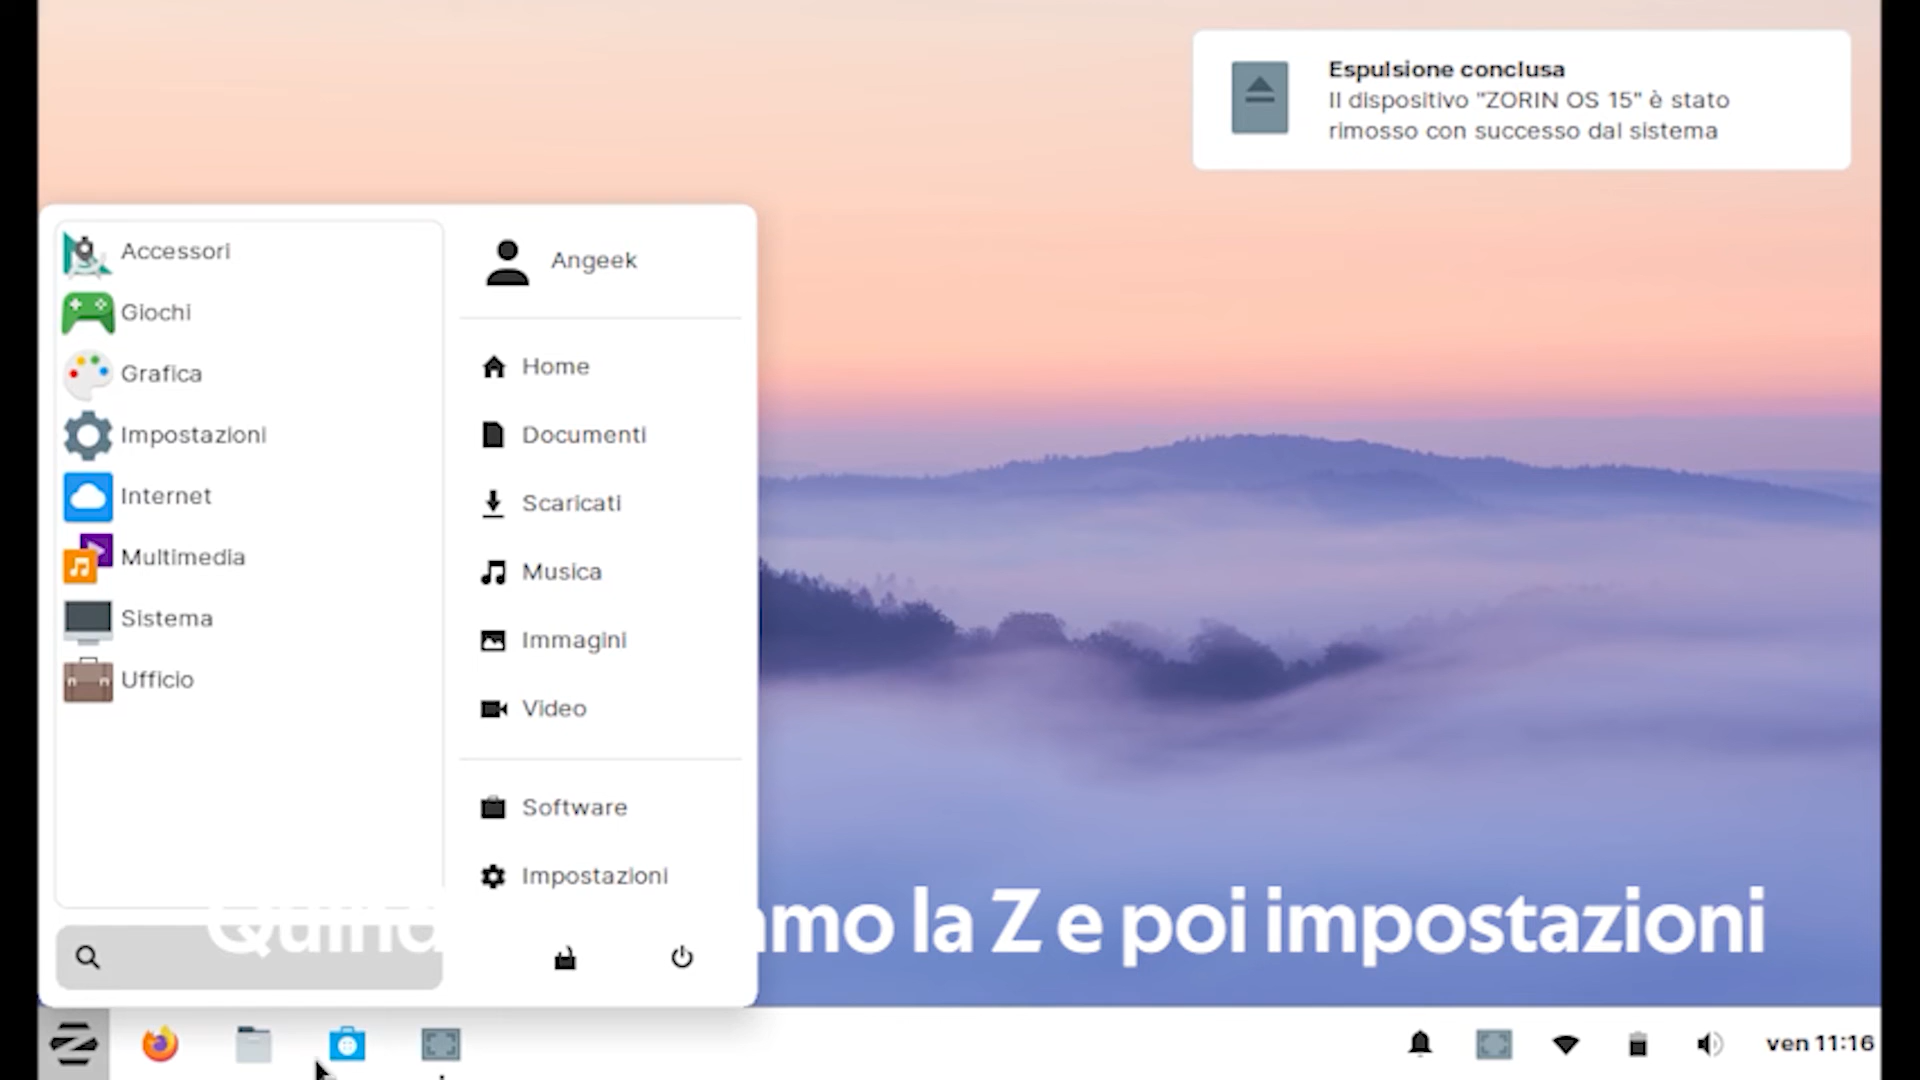 Espulsione conclusa
Il dispositivo "ZORIN OS 15" è stato
rimosso con successo dal sistema
Accessori
Giochi
Grafica
Impostazioni
Internet
Multimedia
Sistema
Ufficio
Angeek
Home
Documenti
Scaricati
Musica
Immagini
Video
Software
Impostazioni
la Z e poi impostazioni
ven 11:16